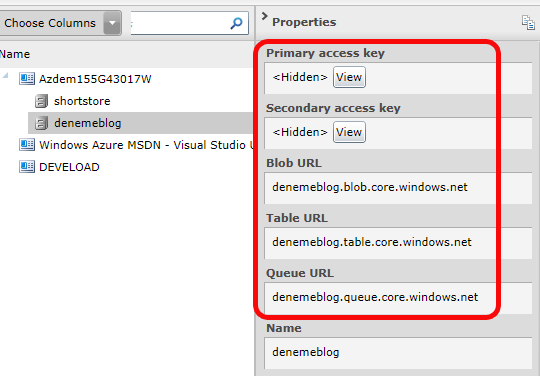 Choose Columns
Name
Azdem155G43017W
shortstore
denemeblog
Windows Azure MSDN - Visual Studio U
DEVELOAD
Properties
Primary access key
<Hidden> View
Secondary access key
<Hidden> View
Blob URL
denemeblog.blob.core.windows.net
Table URL
denemeblog.table.core.windows.net
Queue URL
denemeblog.queue.core.windows.net
Name
denemeblog